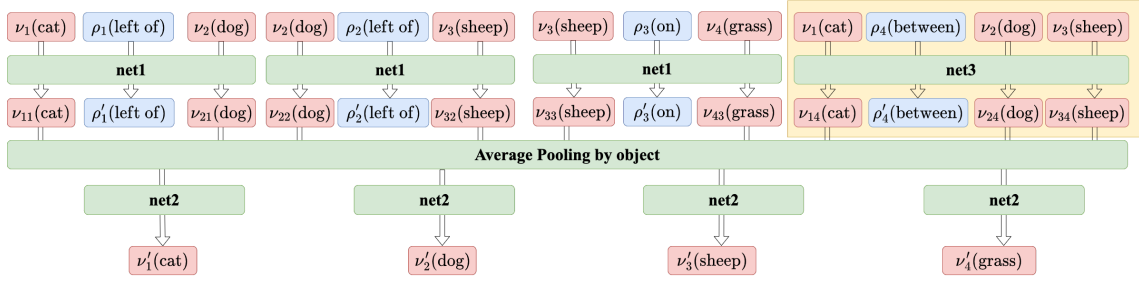 ν₁(cat) ρ₁(left of) ν₂(dog) ν₂(dog) ρ₂(left of) ν₃(sheep) ν₃(sheep) ρ₃(on) ν₄(grass) ν₁(cat) ρ₄(between) ν₂(dog) ν₃(sheep)
net1 net1 net1 net3
ν₁₁(cat) ρ′₁(left of) ν₂₁(dog) ν₂₂(dog) ρ′₂(left of) ν₃₂(sheep) ν₃₃(sheep) ρ′₃(on) ν₄₃(grass) ν₁₄(cat) ρ′₄(between) ν₂₄(dog) ν₃₄(sheep)
Average Pooling by object
net2 net2 net2 net2
ν′₁(cat) ν′₂(dog) ν′₃(sheep) ν′₄(grass)